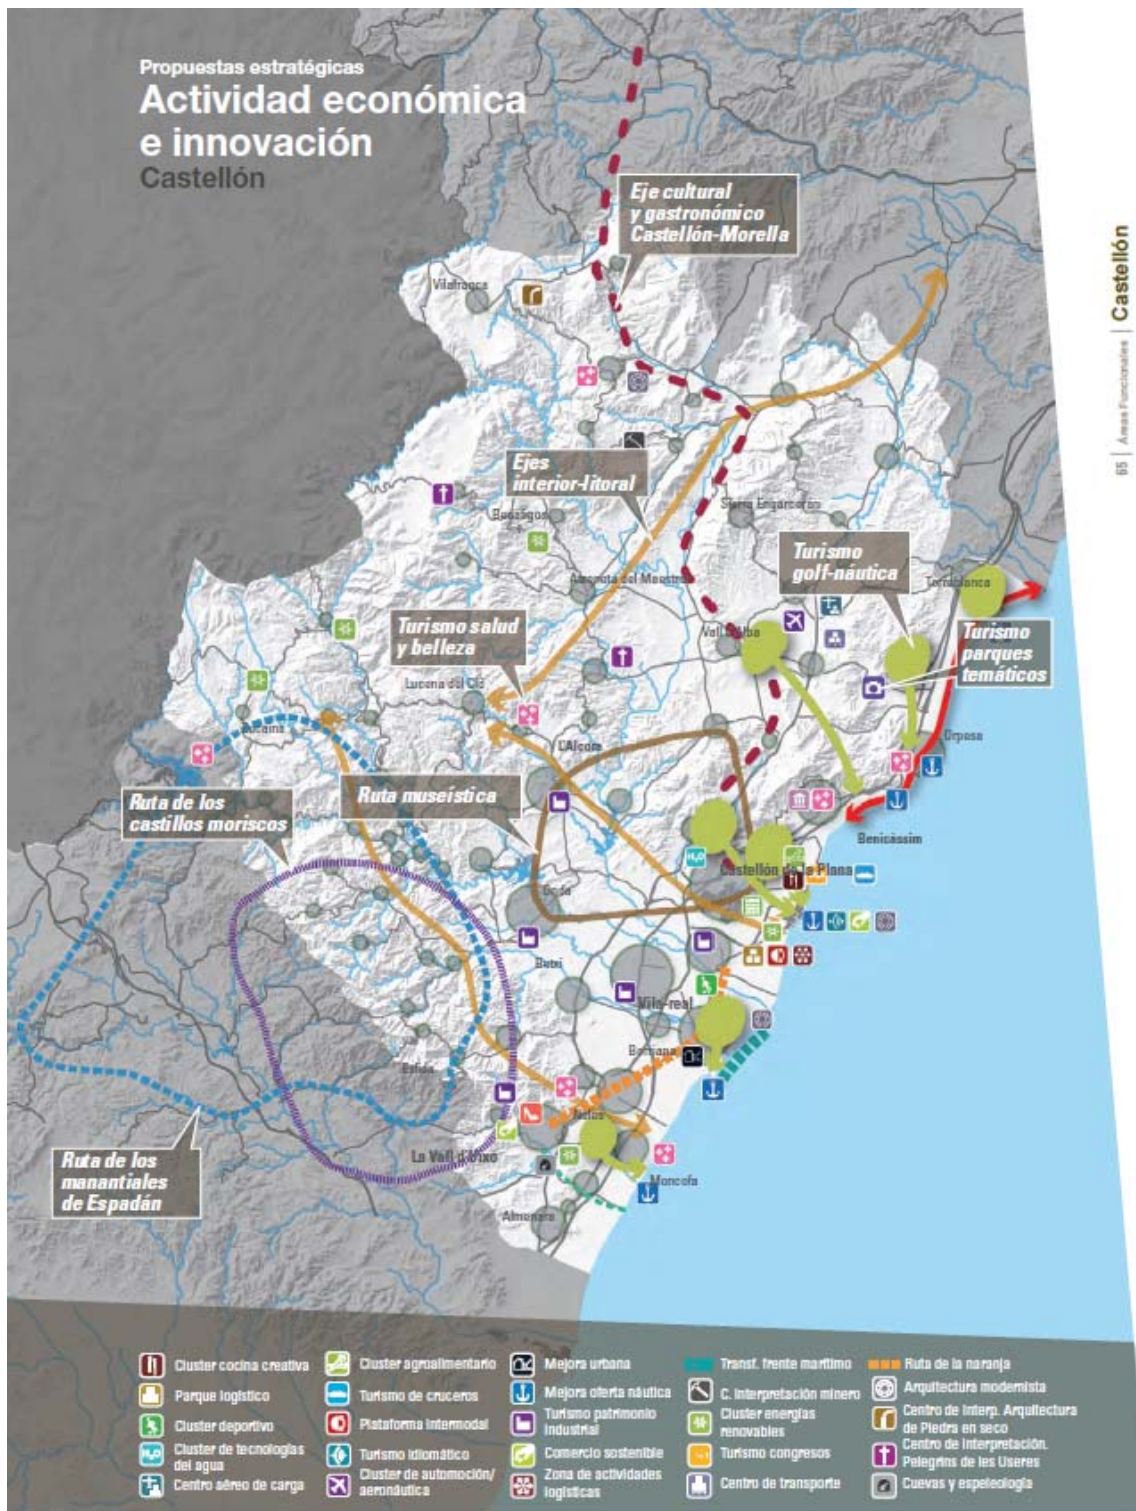 Propuestas estratégicas
Actividad económica
e innovación
Castellón
Eje cultural
y gastronómico
Castellón-Morella
Castellón
65 | Áreas Funcionales
Vilafranca
Ejes
interior-litoral
Benasgos
Sierra Engarcerán
Turismo
golf-náutica
Atzeneta del Maestrat
Torreblanca
Turismo salud
y belleza
Vall d'Alba
Turismo
parques
temáticos
Lucena del Cid
Orpesa
L'Alcora
Ruta museística
Ruta de los
castillos moriscos
Benicàssim
Castellón de la Plana
Onda
Betxí
Vila-real
Borriana
Eslida
Nules
La Vall d'Uixó
Moncofa
Ruta de los
manantiales
de Espadán
Almenara
Cluster cocina creativa
Parque logístico
Cluster deportivo
H₂O
Cluster de tecnologías
del agua
Centro aéreo de carga
Cluster agroalimentario
Turismo de cruceros
Plataforma Intermodal
Turismo idiomático
Cluster de automoción/
aeronáutica
Mejora urbana
Mejora oferta náutica
Turismo patrimonio
industrial
Comercio sostenible
Zona de actividades
logísticas
Transf. frente marítimo
C. Interpretación minero
Cluster energías
renovables
Turismo congresos
Centro de transporte
Ruta de la naranja
Arquitectura modernista
Centro de Interp. Arquitectura
de Piedra en seco
Centro de Interpretación.
Pelegrins de les Useres
Cuevas y espeleología